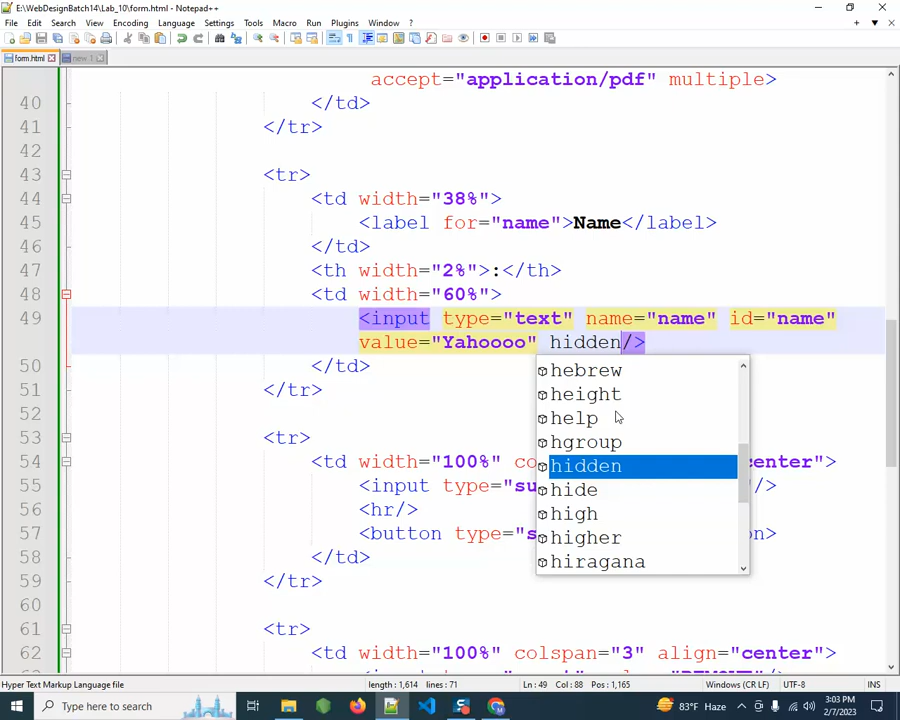 E:\WebDesignBatch14\Lab_10\form.html - Notepad++
File Edit Search View Encoding Language Settings Tools Macro Run Plugins Window ?
form.html new 1
accept="application/pdf" multiple>
40 </td>
41 </tr>
42
43 <tr>
44 <td width="38%">
45 <label for="name">Name</label>
46 </td>
47 <th width="2%">:</th>
48 <td width="60%">
49 <input type="text" name="name" id="name"
value="Yahoooo" hidden/>
50 </td>
51 </tr>
52
53 <tr>
54 <td width="100%" co center">
55 <input type="su "/>
56 <hr/>
57 <button type="s on>
58 </td>
59 </tr>
61 <tr>
62 <td width="100%" colspan="3" align="center">
hebrew
height
help
hgroup
hidden
hide
high
higher
hiragana
Hyper Text Markup Language file length : 1,614 lines : 71 Ln : 49 Col : 88 Pos : 1,165 Windows (CR LF) UTF-8 INS
Type here to search 83°F Haze 3:03 PM
2/7/2023